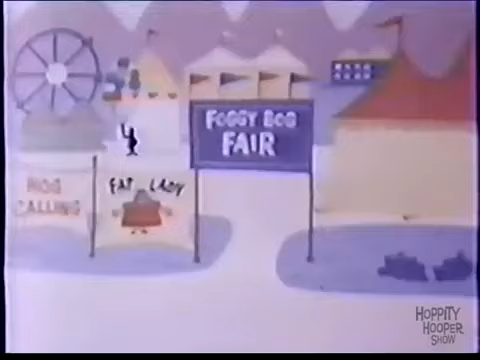 FOGGY BOG
FAIR
HOG
CALLING
FAT LADY
HOPPITY
HOOPER
SHOW